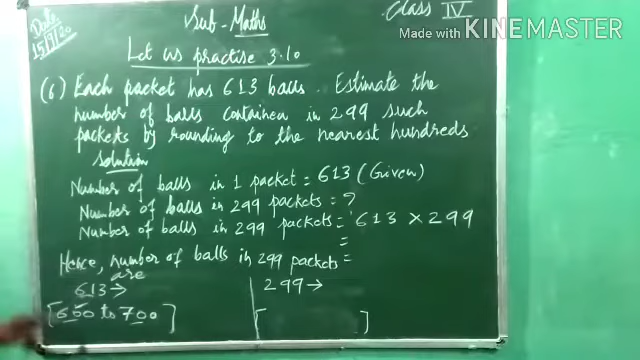 Date
15/9/20
Sub - Maths
Class IV
Made with KINEMASTER
Let us practise 3.10
(6) Each packet has 613 balls. Estimate the
number of balls contained in 299 such
packets by rounding to the nearest hundreds
solution
Number of balls in 1 packet = 613 (Given)
Number of balls in 299 packets = ?
Number of balls in 299 packets = 613 × 299
=
Hence, number of balls in 299 packets =
are
613 →
299 →
[600 to 700]
[ ]